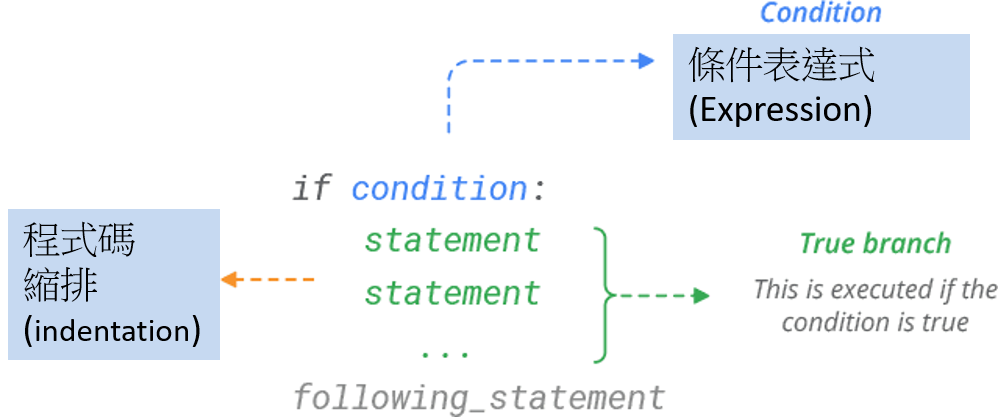 Condition
條件表達式
(Expression)
if condition:
程式碼
縮排
(indentation)
statement
statement
...
True branch
This is executed if the
condition is true
following_statement